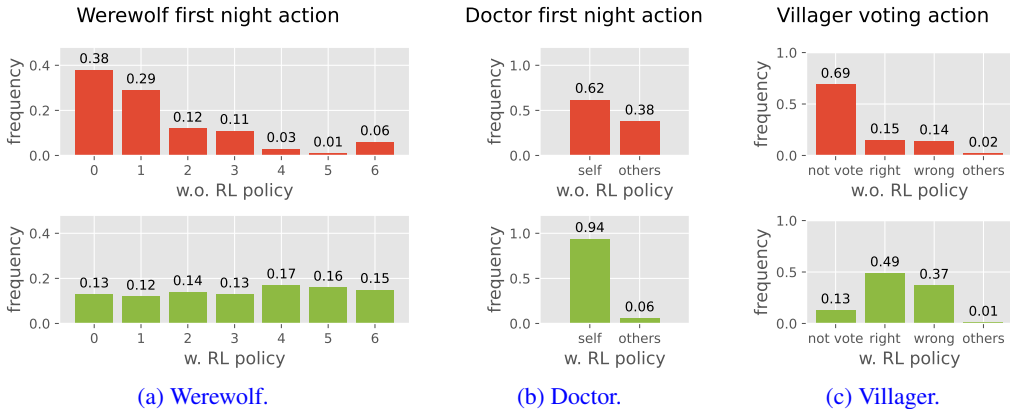 Werewolf first night action
Doctor first night action
Villager voting action
frequency
0.4
0.2
0.0
0.38
0.29
0.12
0.11
0.03
0.01
0.06
0 1 2 3 4 5 6
w.o. RL policy
frequency
1.0
0.5
0.0
0.62
0.38
self others
w.o. RL policy
frequency
1.0
0.5
0.0
0.69
0.15
0.14
0.02
not vote right wrong others
w.o. RL policy
frequency
0.4
0.2
0.0
0.13
0.12
0.14
0.13
0.17
0.16
0.15
0 1 2 3 4 5 6
w. RL policy
frequency
1.0
0.5
0.0
0.94
0.06
self others
w. RL policy
frequency
1.0
0.5
0.0
0.13
0.49
0.37
0.01
not vote right wrong others
w. RL policy
(a) Werewolf.
(b) Doctor.
(c) Villager.